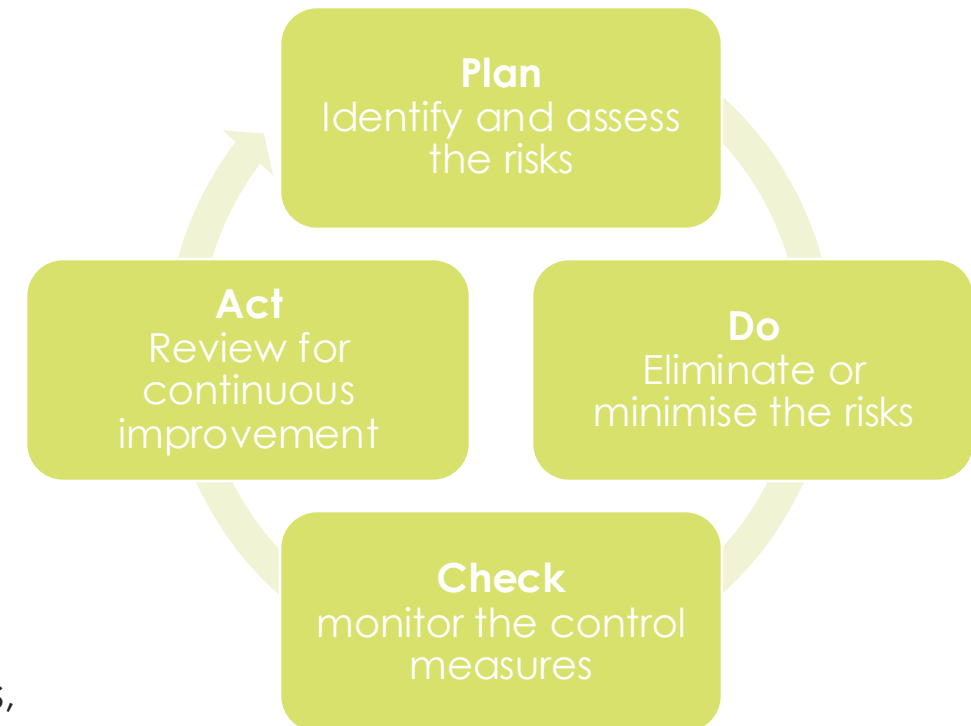 Plan
Identify and assess
the risks
Do
Eliminate or
minimise the risks
Check
monitor the control
measures
Act
Review for
continuous
improvement
s,